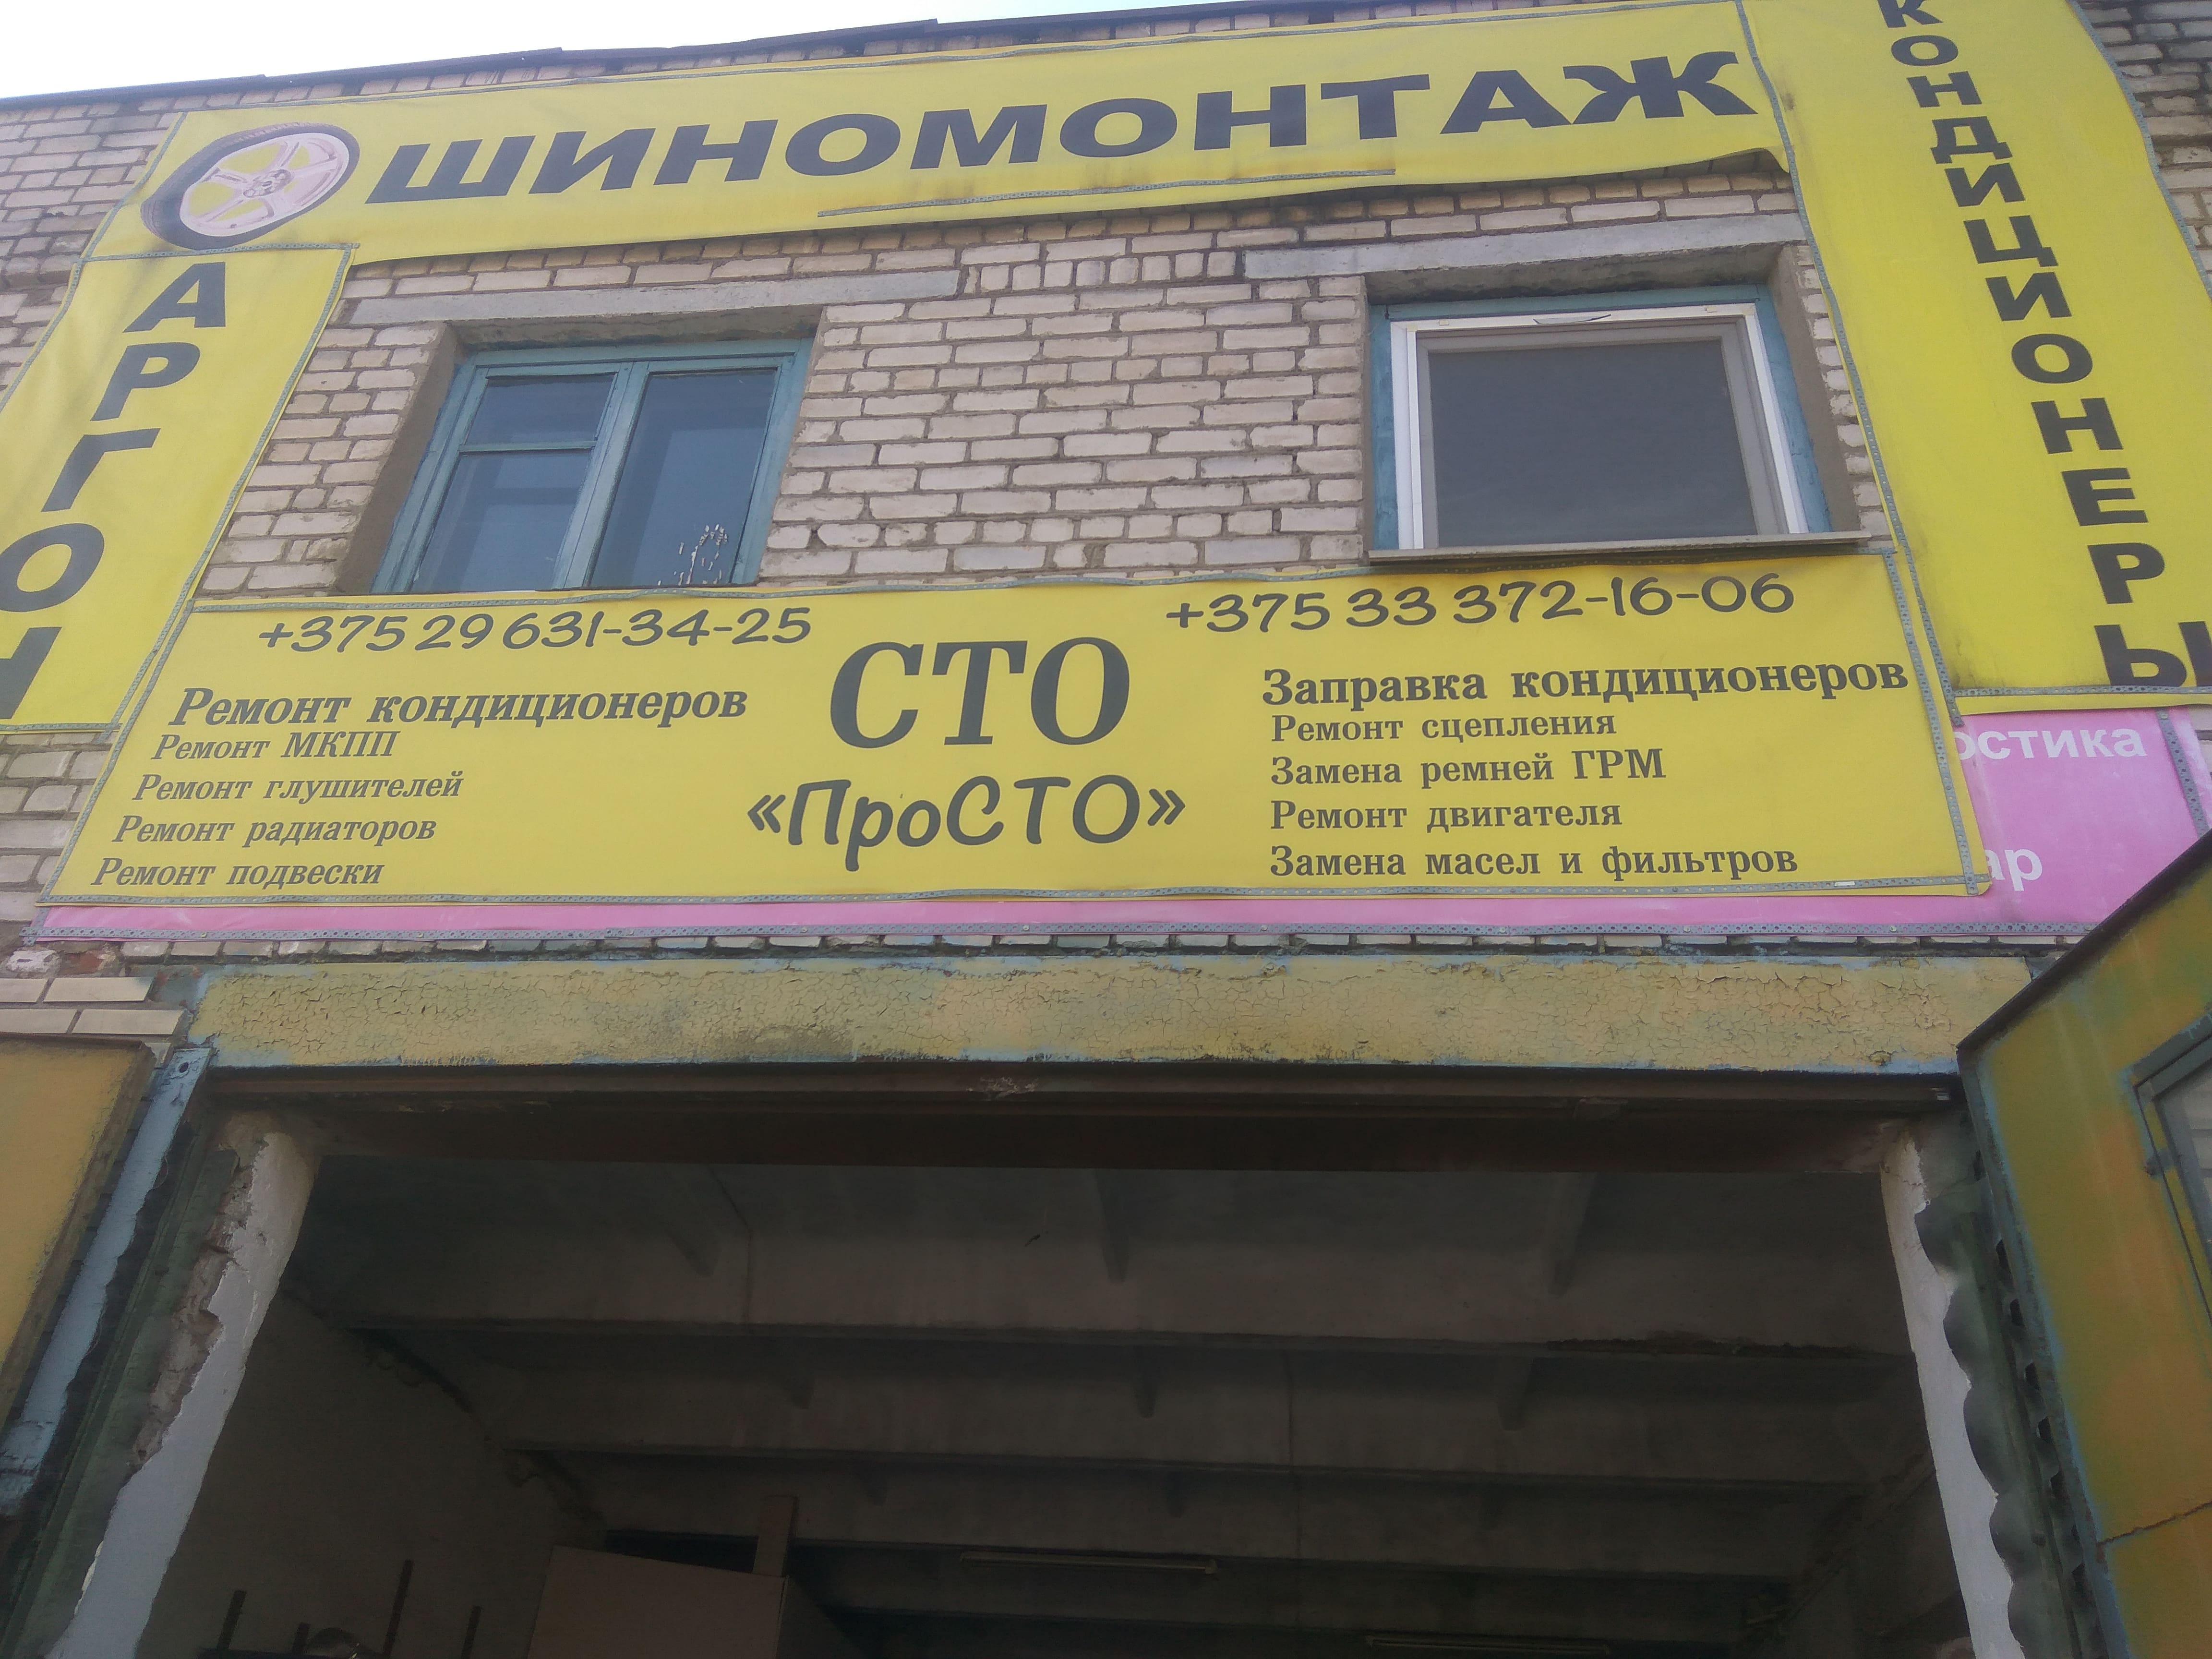 ШИНОМОНТАЖ
АРГОН
КОНДИЦИОНЕРЫ
+375 29 631-34-25
+375 33 372-16-06
СТО
«ПроСТО»
Ремонт кондиционеров
Ремонт МКПП
Ремонт глушителей
Ремонт радиаторов
Ремонт подвески
Заправка кондиционеров
Ремонт сцепления
Замена ремней ГРМ
Ремонт двигателя
Замена масел и фильтров